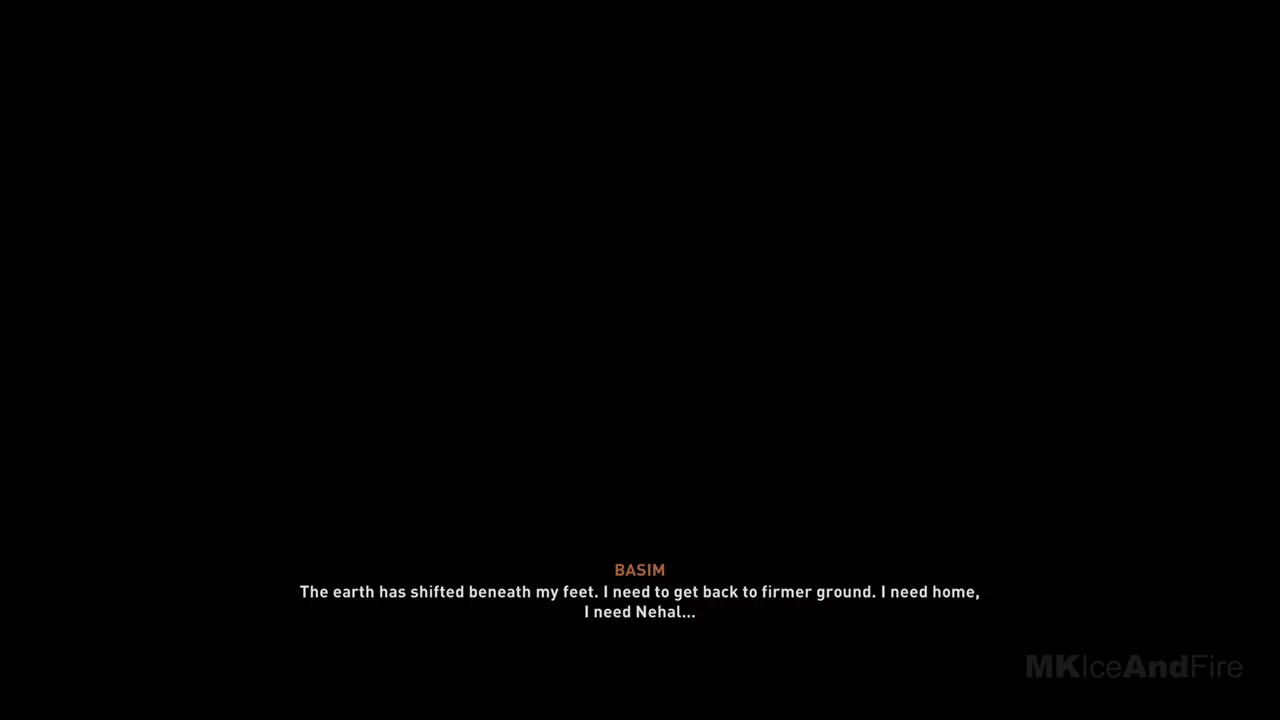 BASIM
The earth has shifted beneath my feet. I need to get back to firmer ground. I need home,
I need Nehal...
MKIceAndFire